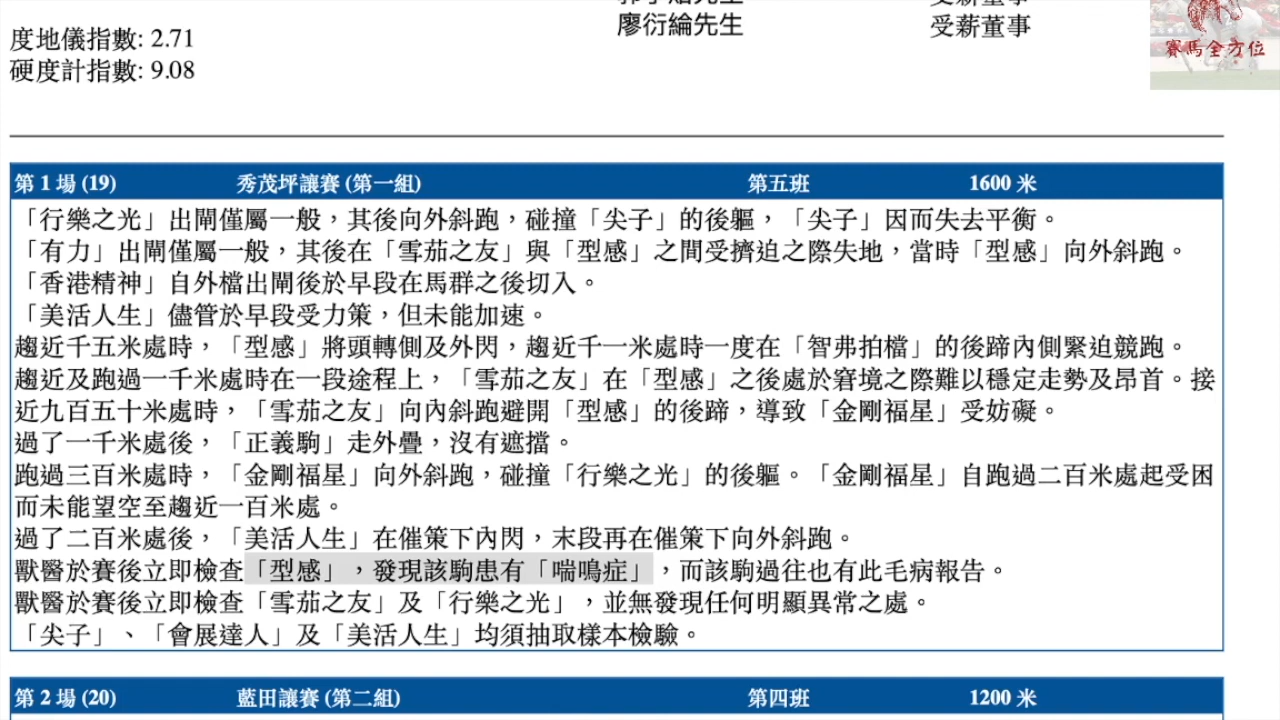 廖衍綸先生 受薪董事
度地儀指數: 2.71
硬度計指數: 9.08
賽馬全方位
第 1 場 (19) 秀茂坪讓賽 (第一組) 第五班 1600 米
「行樂之光」出閘僅屬一般，其後向外斜跑，碰撞「尖子」的後軀，「尖子」因而失去平衡。
「有力」出閘僅屬一般，其後在「雪茄之友」與「型感」之間受擠迫之際失地，當時「型感」向外斜跑。
「香港精神」自外檔出閘後於早段在馬群之後切入。
「美活人生」儘管於早段受力策，但未能加速。
趨近千五米處時，「型感」將頭轉側及外閃，趨近千一米處時一度在「智弗拍檔」的後蹄內側緊迫競跑。
趨近及跑過一千米處時在一段途程上，「雪茄之友」在「型感」之後處於窘境之際難以穩定走勢及昂首。接
近九百五十米處時，「雪茄之友」向內斜跑避開「型感」的後蹄，導致「金剛福星」受妨礙。
過了一千米處後，「正義駒」走外疊，沒有遮擋。
跑過三百米處時，「金剛福星」向外斜跑，碰撞「行樂之光」的後軀。「金剛福星」自跑過二百米處起受困
而未能望空至趨近一百米處。
過了二百米處後，「美活人生」在催策下內閃，末段再在催策下向外斜跑。
獸醫於賽後立即檢查「型感」，發現該駒患有「喘鳴症」，而該駒過往也有此毛病報告。
獸醫於賽後立即檢查「雪茄之友」及「行樂之光」，並無發現任何明顯異常之處。
「尖子」、「會展達人」及「美活人生」均須抽取樣本檢驗。
第 2 場 (20) 藍田讓賽 (第二組) 第四班 1200 米